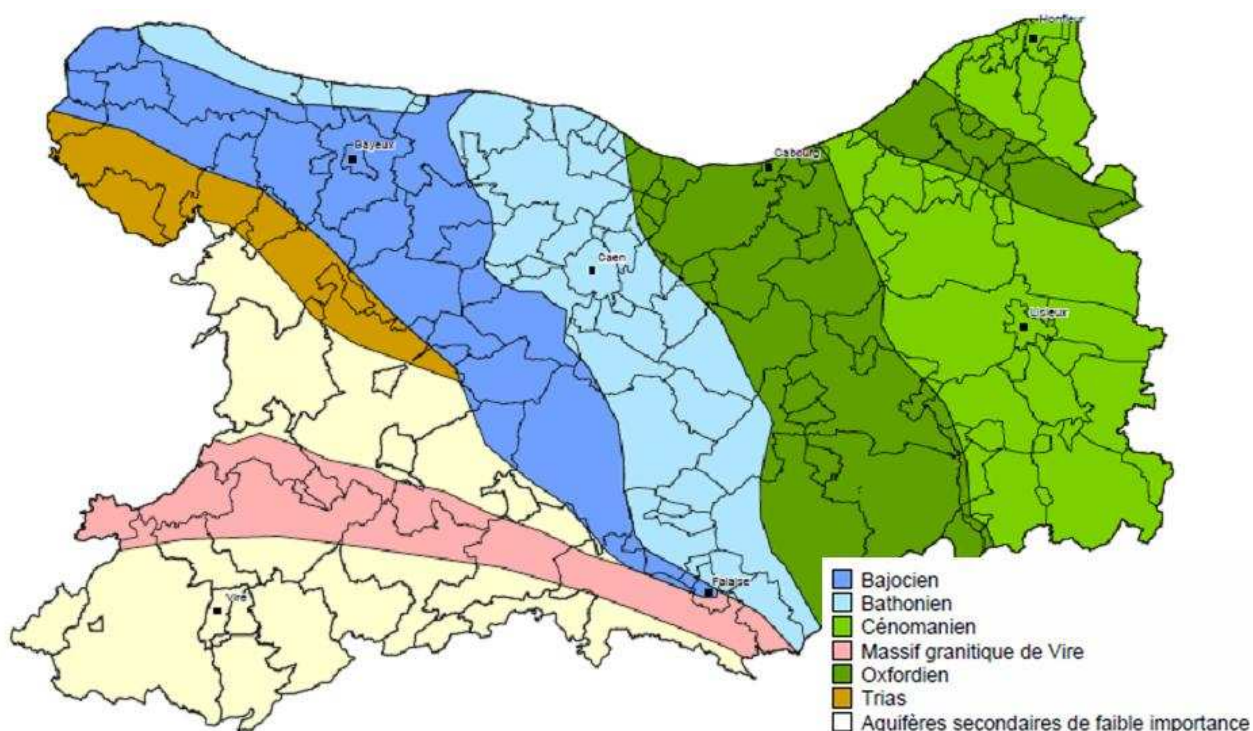 Honfleur
Bayeux
Cabourg
Caen
Lisieux
Falaise
Vire
Bajocien
Bathonien
Cénomanien
Massif granitique de Vire
Oxfordien
Trias
Aquifères secondaires de faible importance